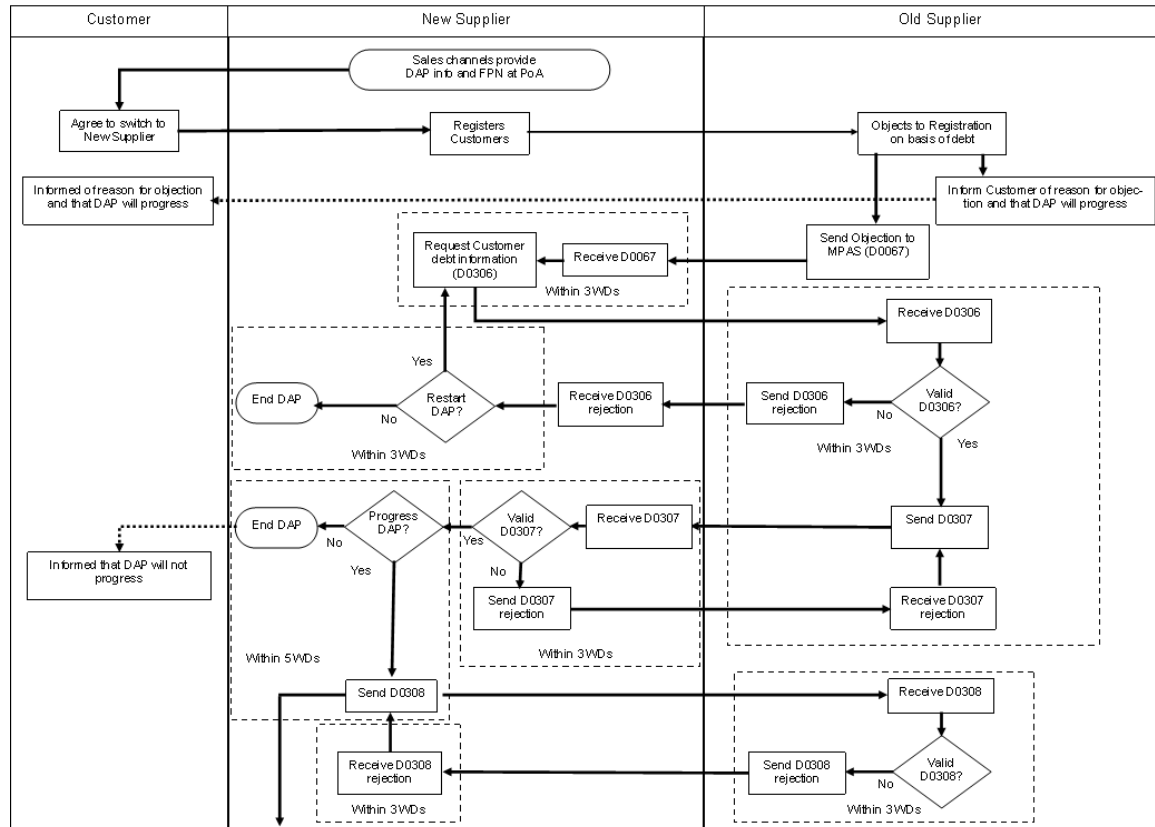 Customer
New Supplier
Old Supplier
Sales channels provide
DAP info and FPN at PoA
Agree to switch to
New Supplier
Registers
Customers
Objects to Registration
on basis of debt
Informed of reason for objection
and that DAP will progress
Inform Customer of reason for objec-
tion and that DAP will progress
Request Customer
debt information
(D0306)
Receive D0067
Send Objection to
MPAS (D0067)
Within 3WDs
Receive D0306
Yes
End DAP
No
Restart
DAP?
Receive D0306
rejection
Send D0306
rejection
No
Valid
D0306?
Within 3WDs
Within 3WDs
Yes
End DAP
No
Progress
DAP?
Yes
Valid
D0307?
Receive D0307
Send D0307
Informed that DAP will not
progress
Yes
No
Send D0307
rejection
Receive D0307
rejection
Within 5WDs
Within 3WDs
Send D0308
Receive D0308
Receive D0308
rejection
Send D0308
rejection
No
Valid
D0308?
Within 3WDs
Within 3WDs